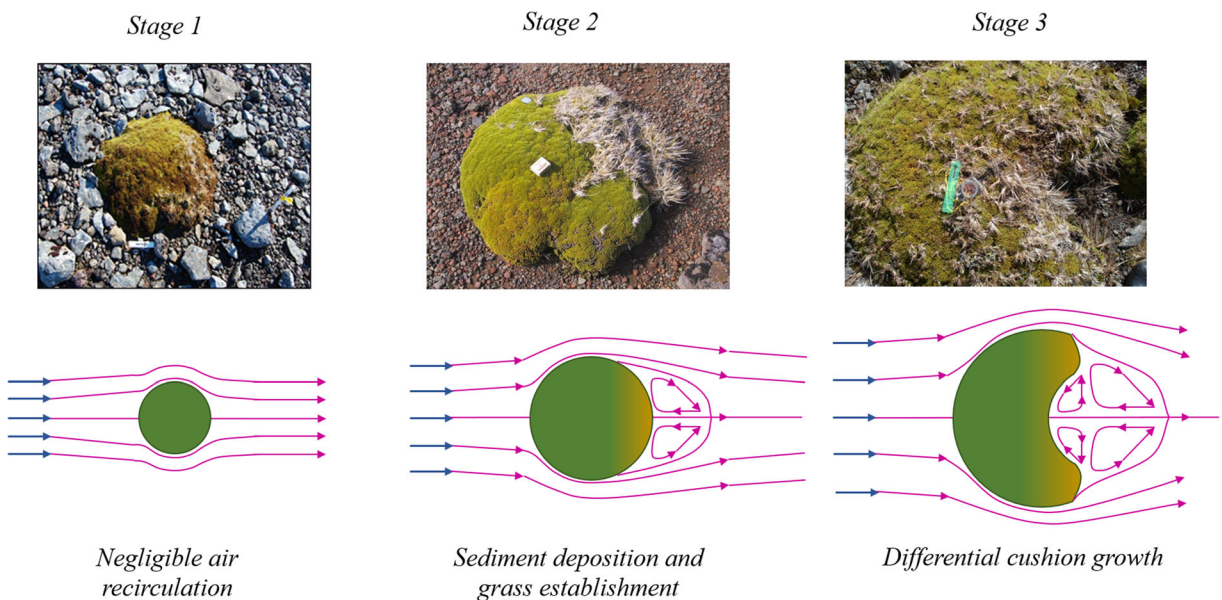 Stage 1
Stage 2
Stage 3
Negligible air
recirculation
Sediment deposition and
grass establishment
Differential cushion growth